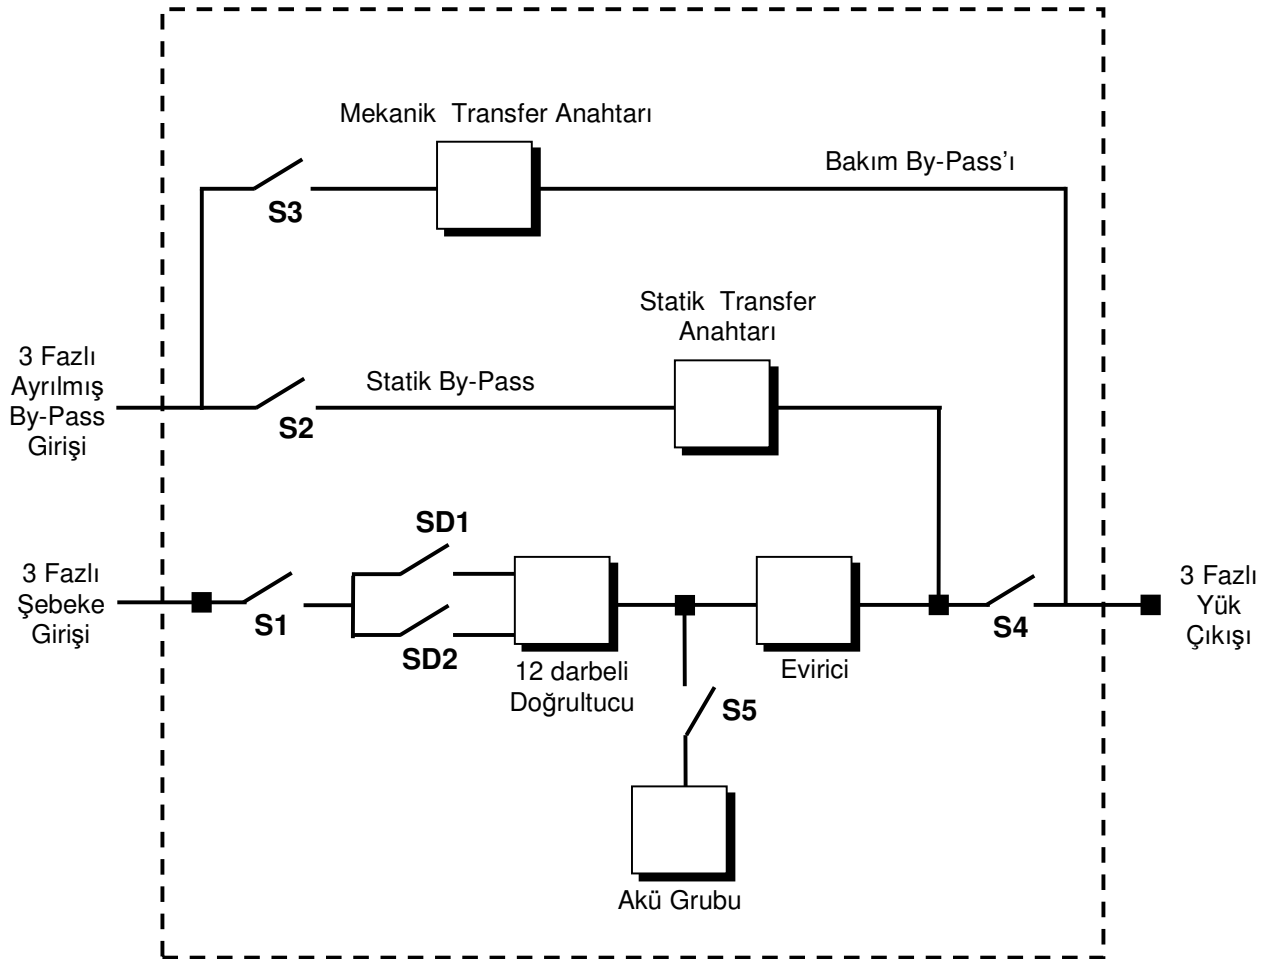 Mekanik Transfer Anahtarı
Bakım By-Pass'ı
S3
Statik Transfer
Anahtarı
3 Fazlı
Ayrılmış
By-Pass
Girişi
Statik By-Pass
S2
SD1
3 Fazlı
Şebeke
Girişi
S1
SD2
12 darbeli
Doğrultucu
Evirici
S4
3 Fazlı
Yük
Çıkışı
S5
Akü Grubu